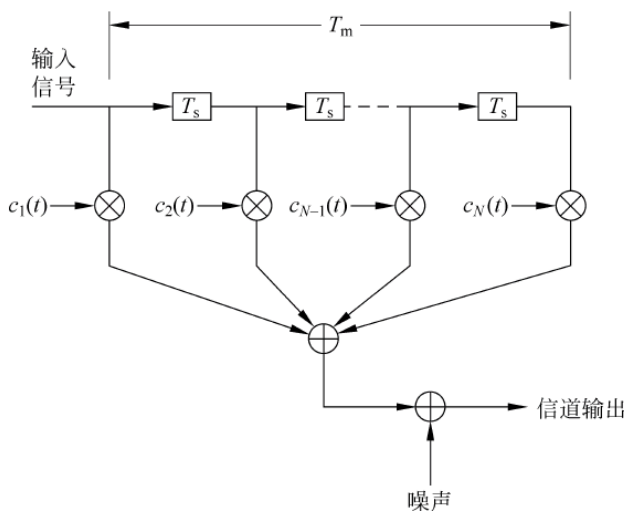 T_m
输入
信号
T_s
T_s
T_s
c_1(t)
c_2(t)
c_{N-1}(t)
c_N(t)
信道输出
噪声